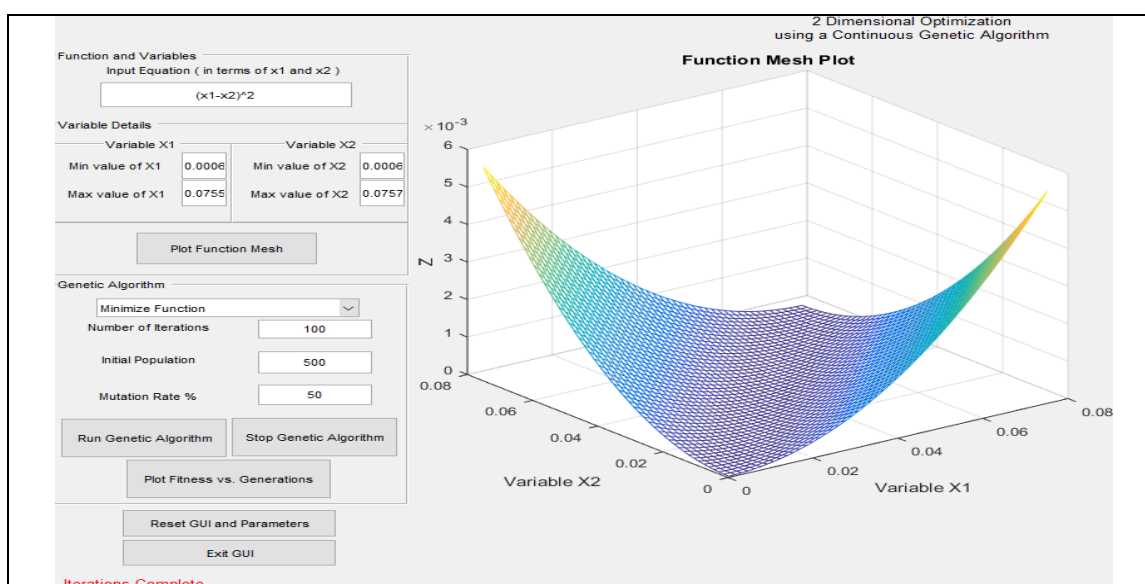 2 Dimensional Optimization
using a Continuous Genetic Algorithm
Function and Variables
Input Equation ( in terms of x1 and x2 )
(x1-x2)^2
Variable Details
Variable X1
Variable X2
Min value of X1
0.0006
Min value of X2
0.0006
Max value of X1
0.0755
Max value of X2
0.0757
Plot Function Mesh
Genetic Algorithm
Minimize Function
Number of Iterations
100
Initial Population
500
Mutation Rate %
50
Run Genetic Algorithm
Stop Genetic Algorithm
Plot Fitness vs. Generations
Reset GUI and Parameters
Exit GUI
Iterations Complete
Function Mesh Plot
× 10^-3
6
5
4
3
2
1
0
Z
0.08
0.06
0.04
0.02
0
Variable X2
0
0.02
0.04
0.06
0.08
Variable X1